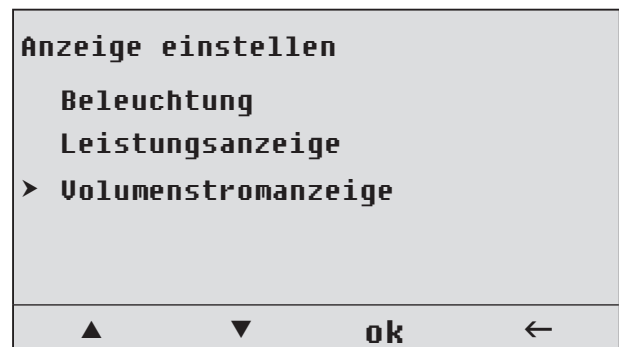 Anzeige einstellen
Beleuchtung
Leistungsanzeige
➤ Volumenstromanzeige
▲ ▼ ok ←